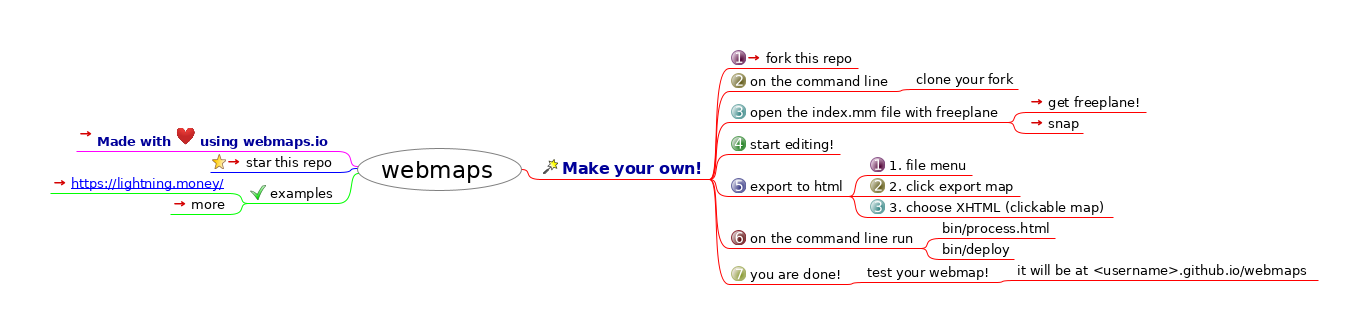 webmaps
Made with using webmaps.io
star this repo
examples
https://lightning.money/
more
Make your own!
1 fork this repo
2 on the command line
clone your fork
3 open the index.mm file with freeplane
get freeplane!
snap
4 start editing!
5 export to html
1 1. file menu
2 2. click export map
3 3. choose XHTML (clickable map)
6 on the command line run
bin/process.html
bin/deploy
7 you are done!
test your webmap!
it will be at <username>.github.io/webmaps